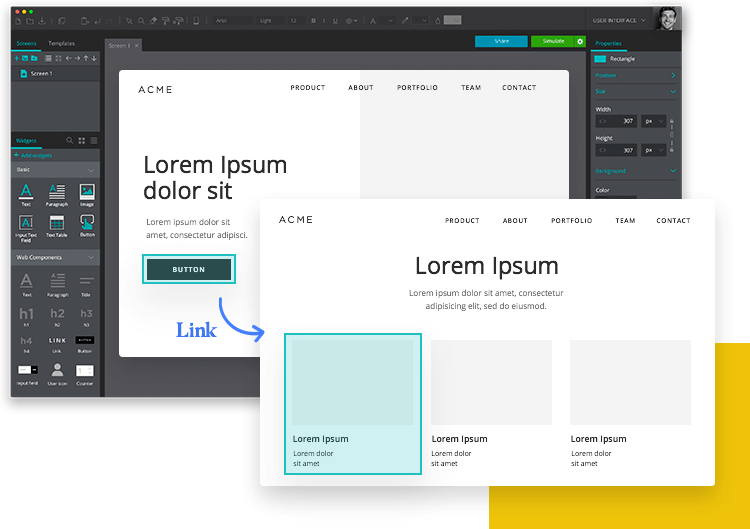 Arial
Light
12
B I U
A
USER INTERFACE
Screens
Templates
Screen 1
Share
Simulate
Properties
Screen 1
Rectangle
Position
Size
Width
307
px
Height
307
px
Background
Color
Widgets
+ Add widgets
Basic
Text
Paragraph
Image
Input Text Field
Text Table
Button
Web Components
Text
Paragraph
Title
h1
h2
h3
h1
h2
h3
h4
LINK
BUTTON
h4
Link
Button
Input field
User icon
Counter
ACME
PRODUCT
ABOUT
PORTFOLIO
TEAM
CONTACT
Lorem Ipsum
dolor sit
Lorem ipsum dolor sit
amet, consectetur adipisci.
BUTTON
Link
ACME
PRODUCT
ABOUT
PORTFOLIO
TEAM
CONTACT
Lorem Ipsum
Lorem ipsum dolor sit amet, consectetur
adipisicing elit, sed do eiusmod.
Lorem Ipsum
Lorem dolor
sit amet
Lorem Ipsum
Lorem dolor
sit amet
Lorem Ipsum
Lorem dolor
sit amet